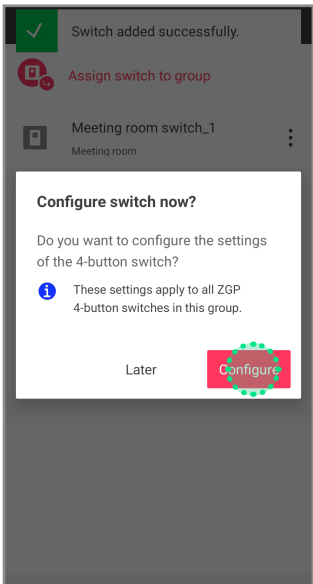 Switch added successfully.
Assign switch to group
Meeting room switch_1
Meeting room
Configure switch now?
Do you want to configure the settings
of the 4-button switch?
These settings apply to all ZGP
4-button switches in this group.
Later
Configure